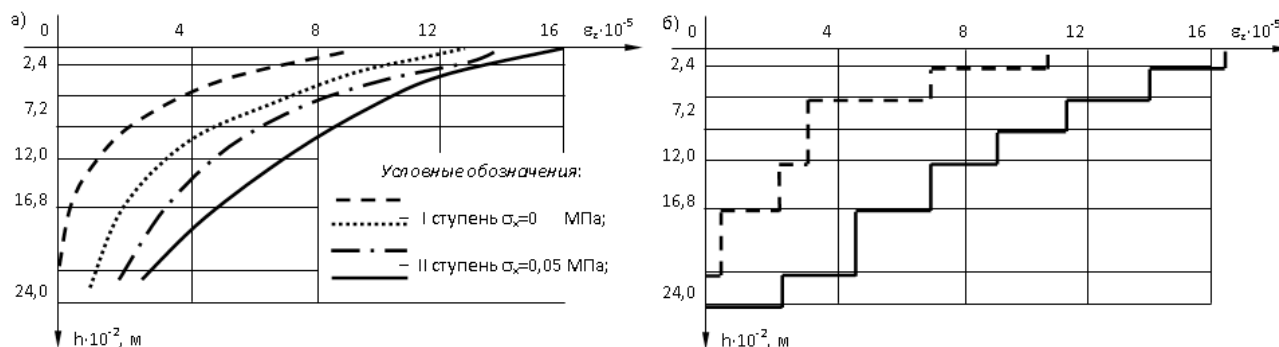 а)
0 4 8 12 16
εz·10⁻⁵
2,4
7,2
12,0
16,8
24,0
h·10⁻², м
Условные обозначения:
– I ступень σx=0 МПа;
– II ступень σx=0,05 МПа;
б)
0 4 8 12 16
εz·10⁻⁵
2,4
7,2
12,0
16,8
24,0
h·10⁻², м